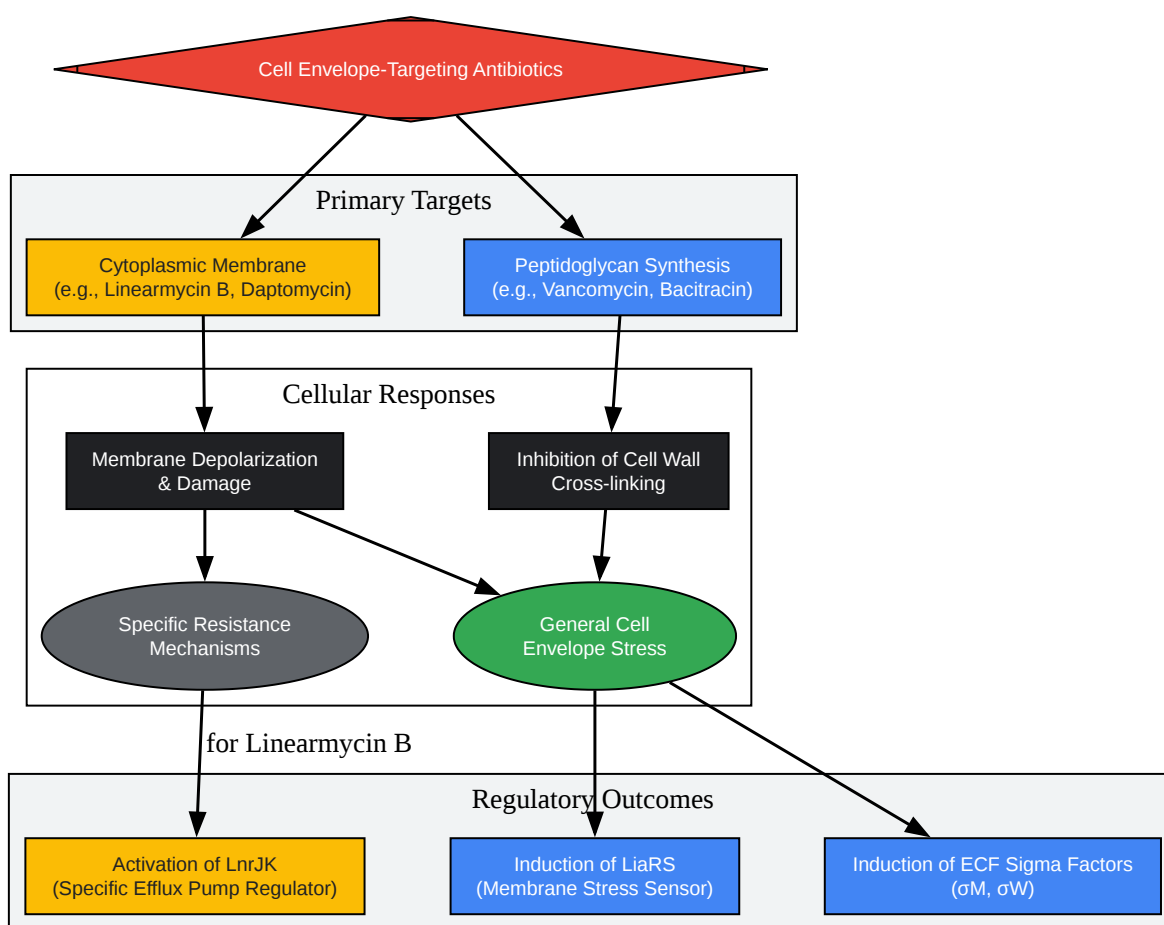 Cell Envelope-Targeting Antibiotics
Primary Targets
Cytoplasmic Membrane
(e.g., Linearmycin B, Daptomycin)
Peptidoglycan Synthesis
(e.g., Vancomycin, Bacitracin)
Cellular Responses
Membrane Depolarization
& Damage
Inhibition of Cell Wall
Cross-linking
Specific Resistance
Mechanisms
General Cell
Envelope Stress
for Linearmycin B
Regulatory Outcomes
Activation of LnrJK
(Specific Efflux Pump Regulator)
Induction of LiaRS
(Membrane Stress Sensor)
Induction of ECF Sigma Factors
(σM, σW)